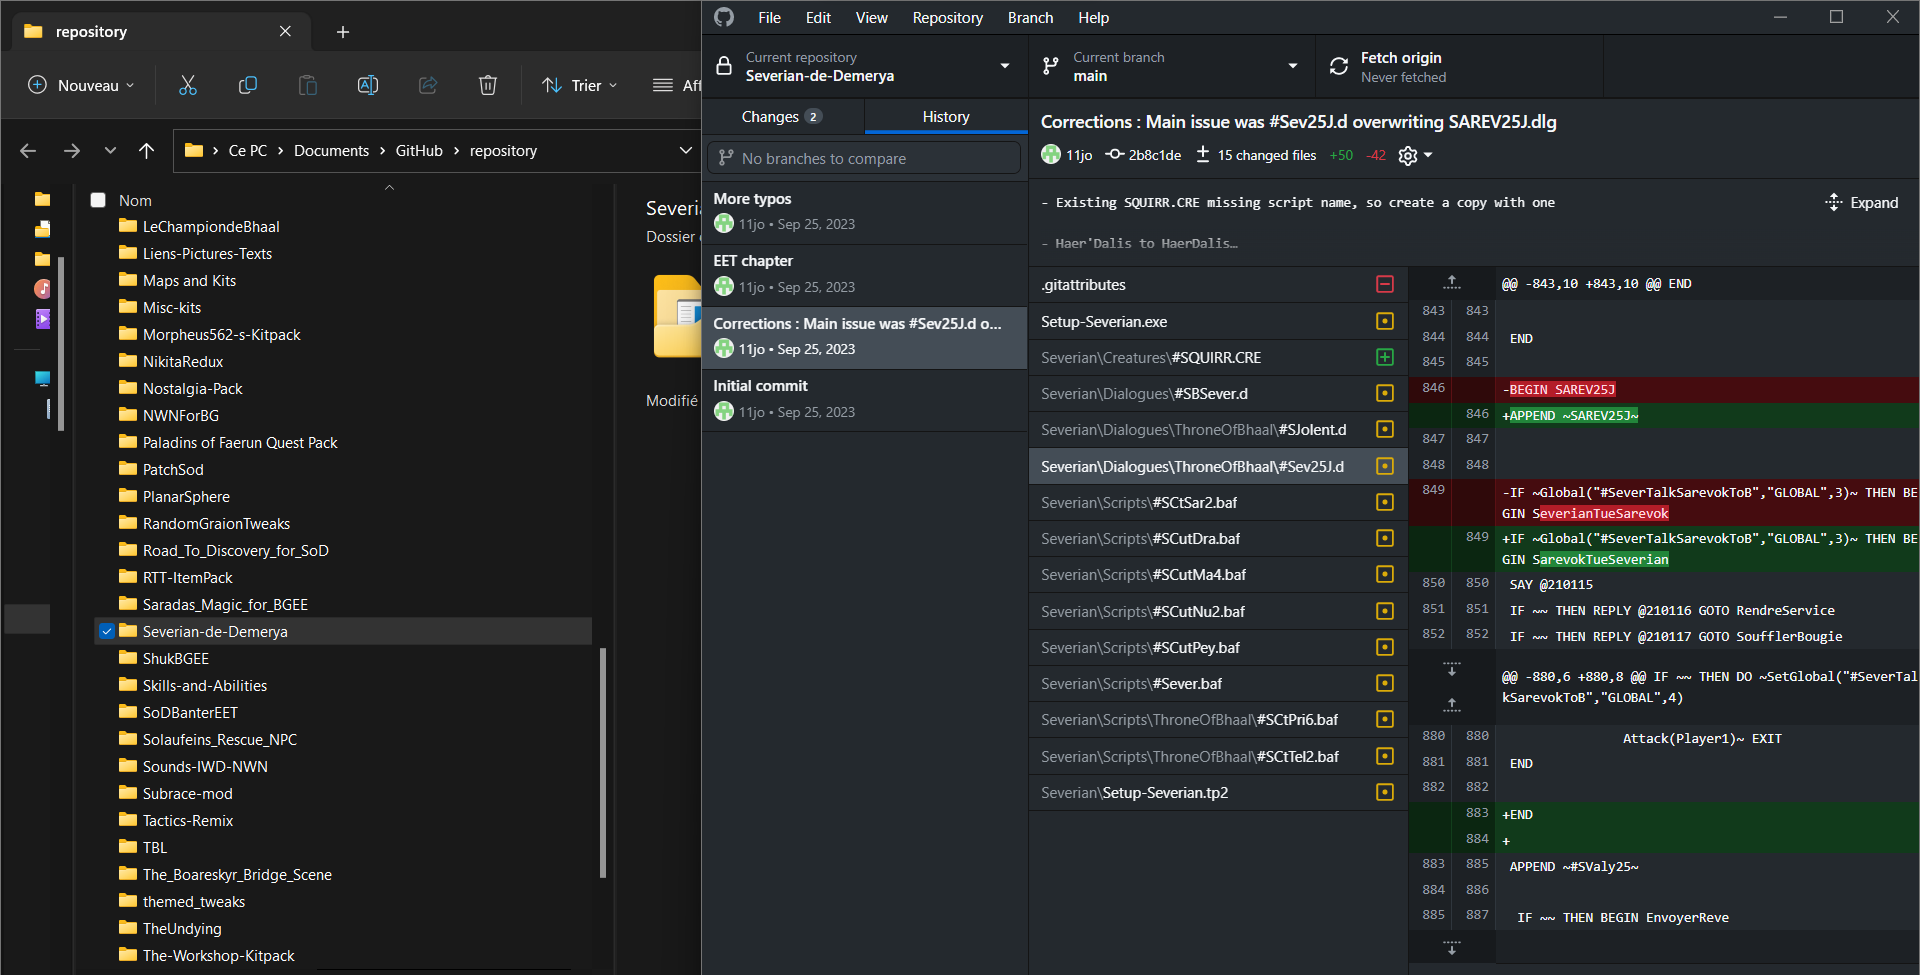 repository
Nouveau
Trier
Ce PC > Documents > GitHub > repository
Nom
LeChampiondeBhaal
Liens-Pictures-Texts
Maps and Kits
Misc-kits
Morpheus562-s-Kitpack
NikitaRedux
Nostalgia-Pack
NWNForBG
Paladins of Faerun Quest Pack
PatchSod
PlanarSphere
RandomGraionTweaks
Road_To_Discovery_for_SoD
RTT-ItemPack
Saradas_Magic_for_BGEE
Severian-de-Demerya
ShukBGEE
Skills-and-Abilities
SoDBanterEET
Solaufeins_Rescue_NPC
Sounds-IWD-NWN
Subrace-mod
Tactics-Remix
TBL
The_Boareskyr_Bridge_Scene
themed_tweaks
TheUndying
The-Workshop-Kitpack
Dossier
Modifié
File Edit View Repository Branch Help
Current repository
Severian-de-Demerya
Current branch
main
Fetch origin
Never fetched
Changes 2
History
No branches to compare
More typos
11jo • Sep 25, 2023
EET chapter
11jo • Sep 25, 2023
Corrections : Main issue was #Sev25J.d o...
11jo • Sep 25, 2023
Initial commit
11jo • Sep 25, 2023
Corrections : Main issue was #Sev25J.d overwriting SAREV25J.dlg
11jo 2b8c1de 15 changed files +50 -42
- Existing SQUIRR.CRE missing script name, so create a copy with one
Expand
- Haer'Dalis to HaerDalis…
.gitattributes
Setup-Severian.exe
Severian\Creatures\#SQUIRR.CRE
Severian\Dialogues\#SBSever.d
Severian\Dialogues\ThroneOfBhaal\#SJolent.d
Severian\Dialogues\ThroneOfBhaal\#Sev25J.d
Severian\Scripts\#SCtSar2.baf
Severian\Scripts\#SCutDra.baf
Severian\Scripts\#SCutMa4.baf
Severian\Scripts\#SCutNu2.baf
Severian\Scripts\#SCutPey.baf
Severian\Scripts\#Sever.baf
Severian\Scripts\ThroneOfBhaal\#SCtPri6.baf
Severian\Scripts\ThroneOfBhaal\#SCtTel2.baf
Severian\Setup-Severian.tp2
@@ -843,10 +843,10 @@ END
843 843
844 844 END
845 845
846 -BEGIN SAREV25J
846 +APPEND ~SAREV25J~
847 847
848 848
849 -IF ~Global("#SeverTalkSarevokToB","GLOBAL",3)~ THEN BE
GIN SeverianTueSarevok
849 +IF ~Global("#SeverTalkSarevokToB","GLOBAL",3)~ THEN BE
GIN SarevokTueSeverian
850 850 SAY @210115
851 851 IF ~~ THEN REPLY @210116 GOTO RendreService
852 852 IF ~~ THEN REPLY @210117 GOTO SoufflerBougie
@@ -880,6 +880,8 @@ IF ~~ THEN DO ~SetGlobal("#SeverTal
kSarevokToB","GLOBAL",4)
880 880 Attack(Player1)~ EXIT
881 881 END
882 882
883 +END
884 +
883 885 APPEND ~#SValy25~
884 886
885 887 IF ~~ THEN BEGIN EnvoyerReve